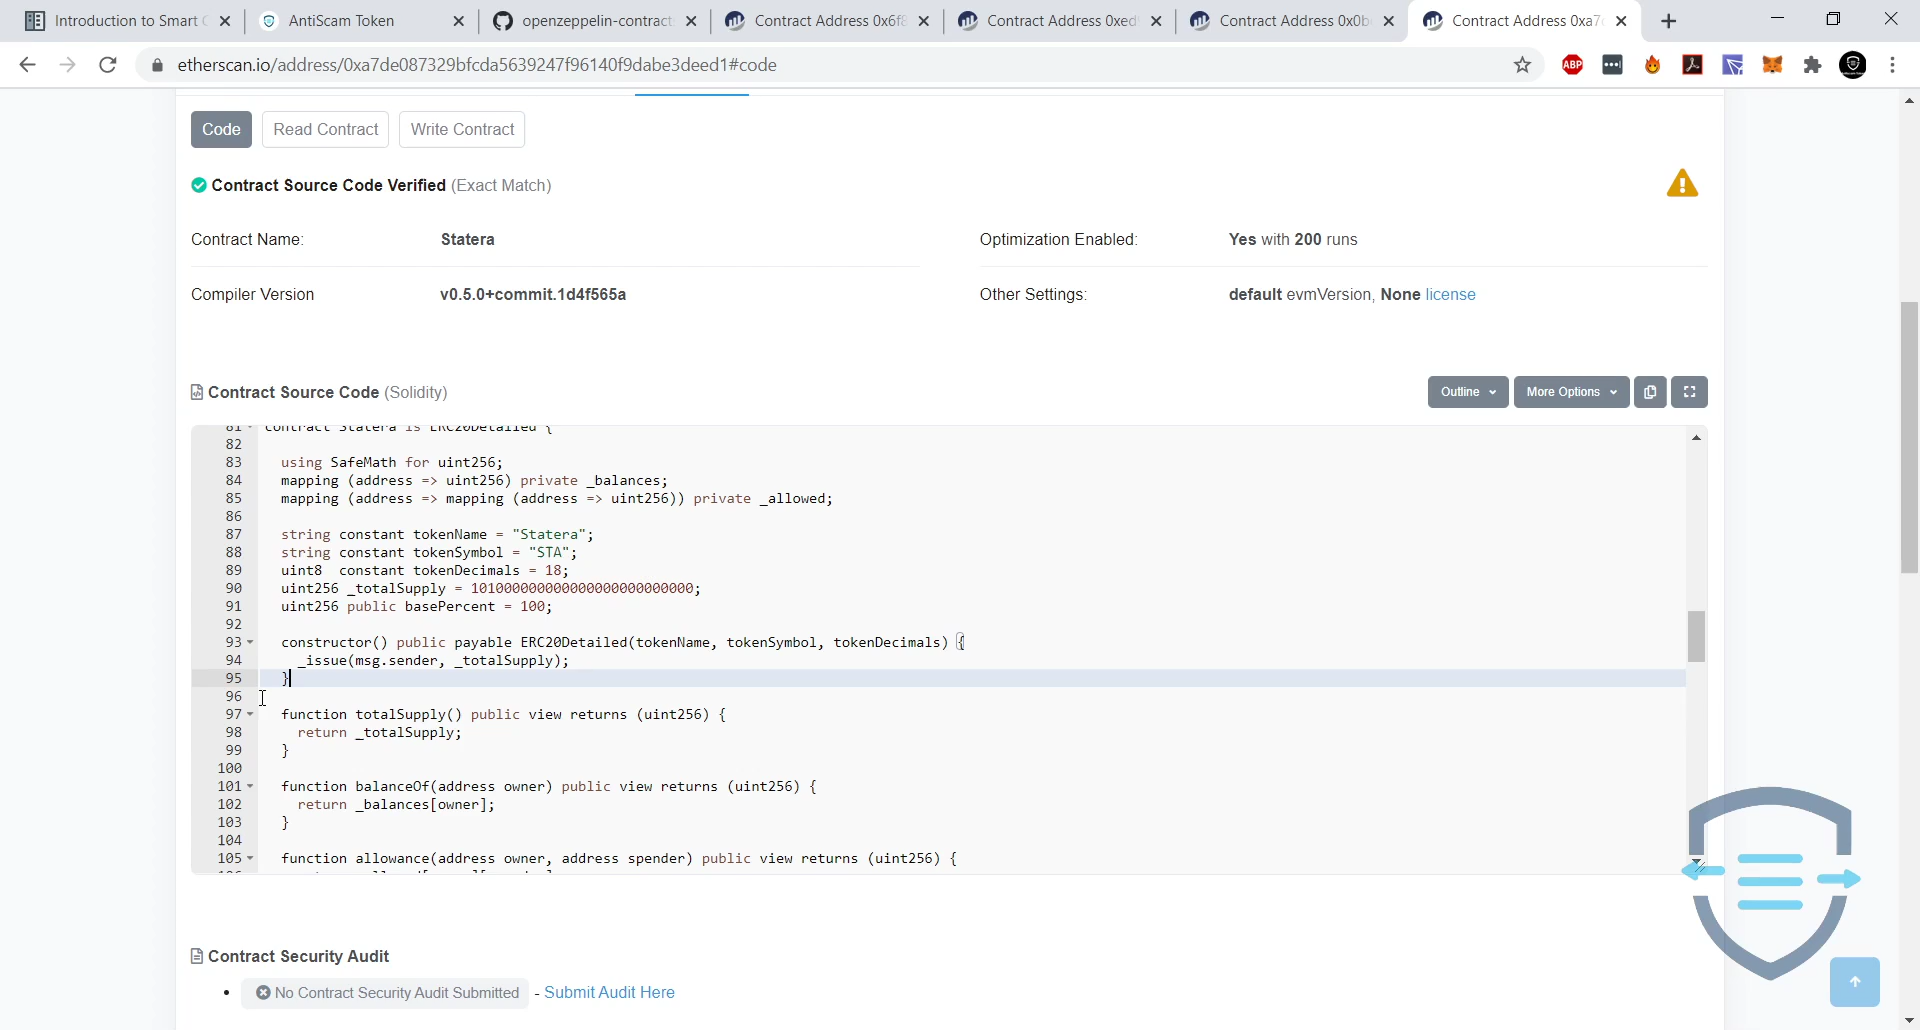 Introduction to Smart C
AntiScam Token
openzeppelin-contract
Contract Address 0x6f8
Contract Address 0xed
Contract Address 0x0b
Contract Address 0xa7
etherscan.io/address/0xa7de087329bfcda5639247f96140f9dabe3deed1#code
ABP
Code
Read Contract
Write Contract
Contract Source Code Verified (Exact Match)
Contract Name:
Statera
Optimization Enabled:
Yes with 200 runs
Compiler Version
v0.5.0+commit.1d4f565a
Other Settings:
default evmVersion, None license
Contract Source Code (Solidity)
Outline
More Options
81 contract Statera is ERC20Detailed {
82
83 using SafeMath for uint256;
84 mapping (address => uint256) private _balances;
85 mapping (address => mapping (address => uint256)) private _allowed;
86
87 string constant tokenName = "Statera";
88 string constant tokenSymbol = "STA";
89 uint8  constant tokenDecimals = 18;
90 uint256 _totalSupply = 101000000000000000000000000;
91 uint256 public basePercent = 100;
92
93 constructor() public payable ERC20Detailed(tokenName, tokenSymbol, tokenDecimals) {
94 _issue(msg.sender, _totalSupply);
95 }
96
97 function totalSupply() public view returns (uint256) {
98 return _totalSupply;
99 }
100
101 function balanceOf(address owner) public view returns (uint256) {
102 return _balances[owner];
103 }
104
105 function allowance(address owner, address spender) public view returns (uint256) {
Contract Security Audit
No Contract Security Audit Submitted - Submit Audit Here